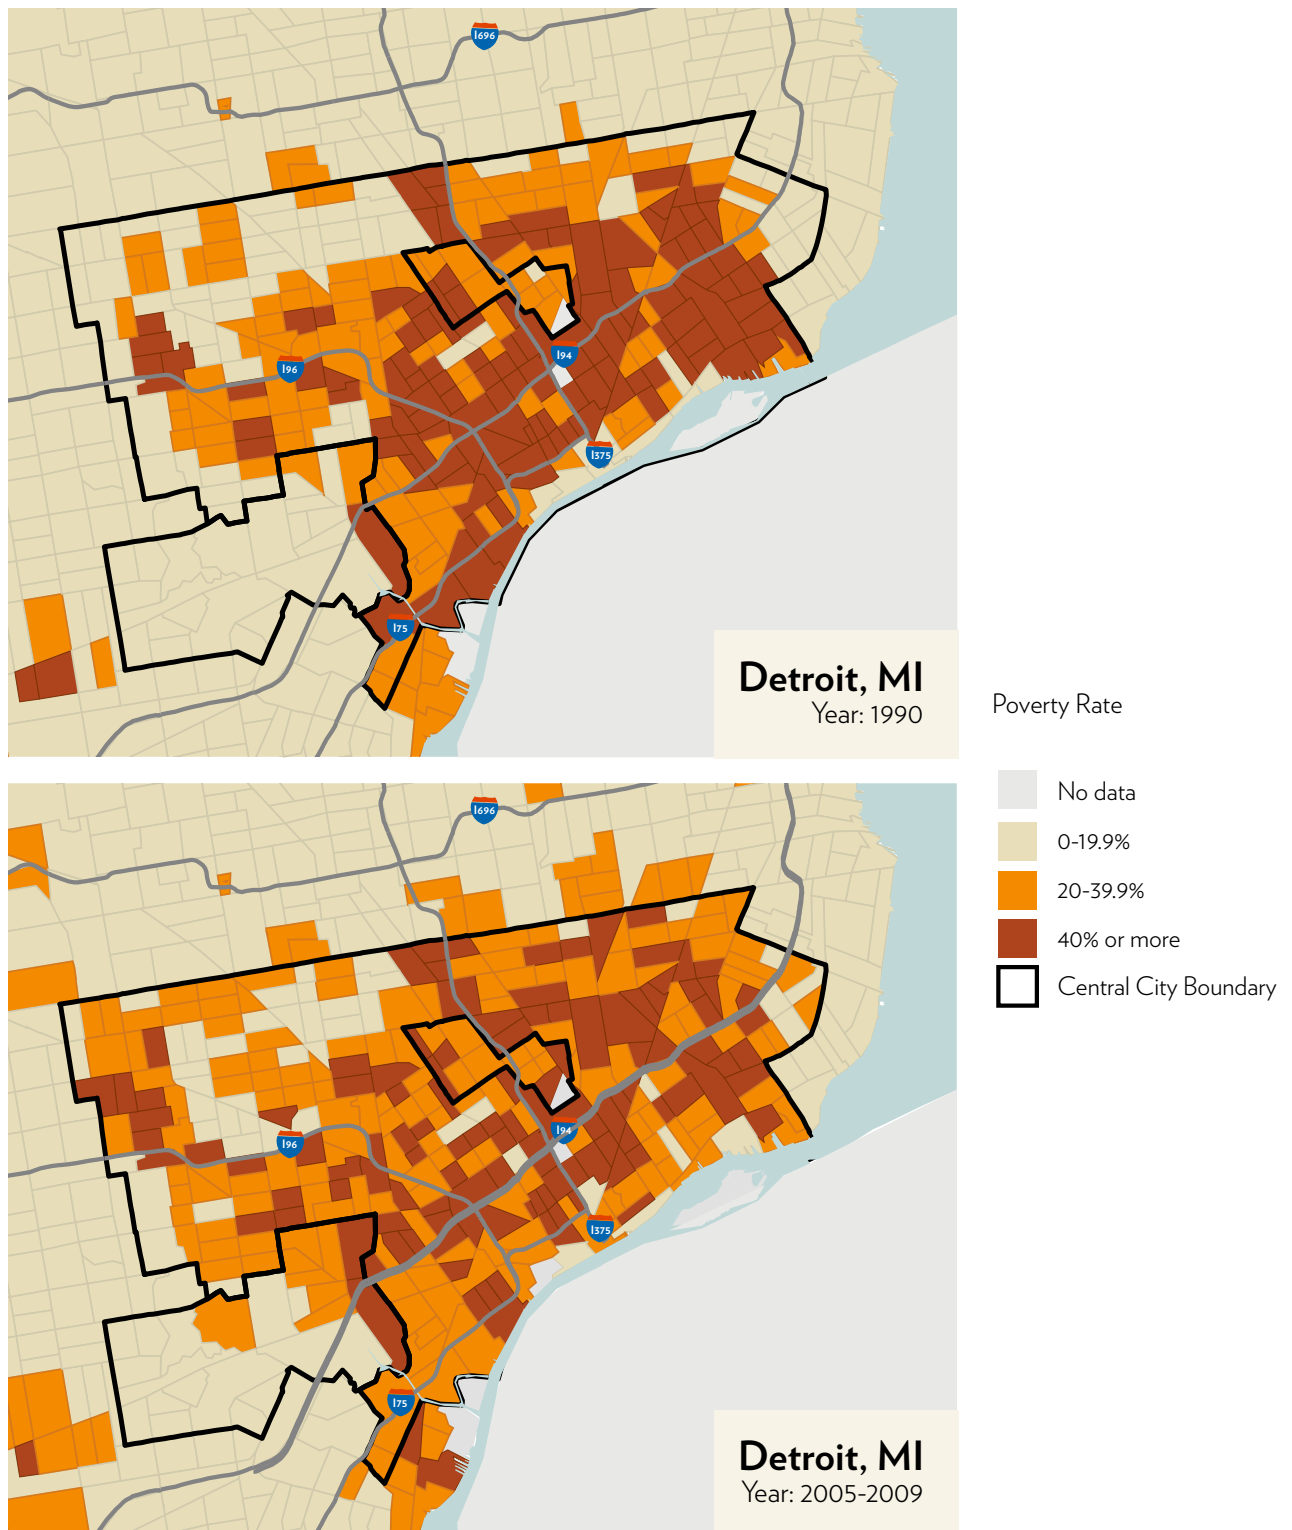 I696
I94
I96
I375
I75
Detroit, MI
Year: 1990
Poverty Rate
No data
0-19.9%
20-39.9%
40% or more
Central City Boundary
I696
I94
I96
I375
I75
Detroit, MI
Year: 2005-2009